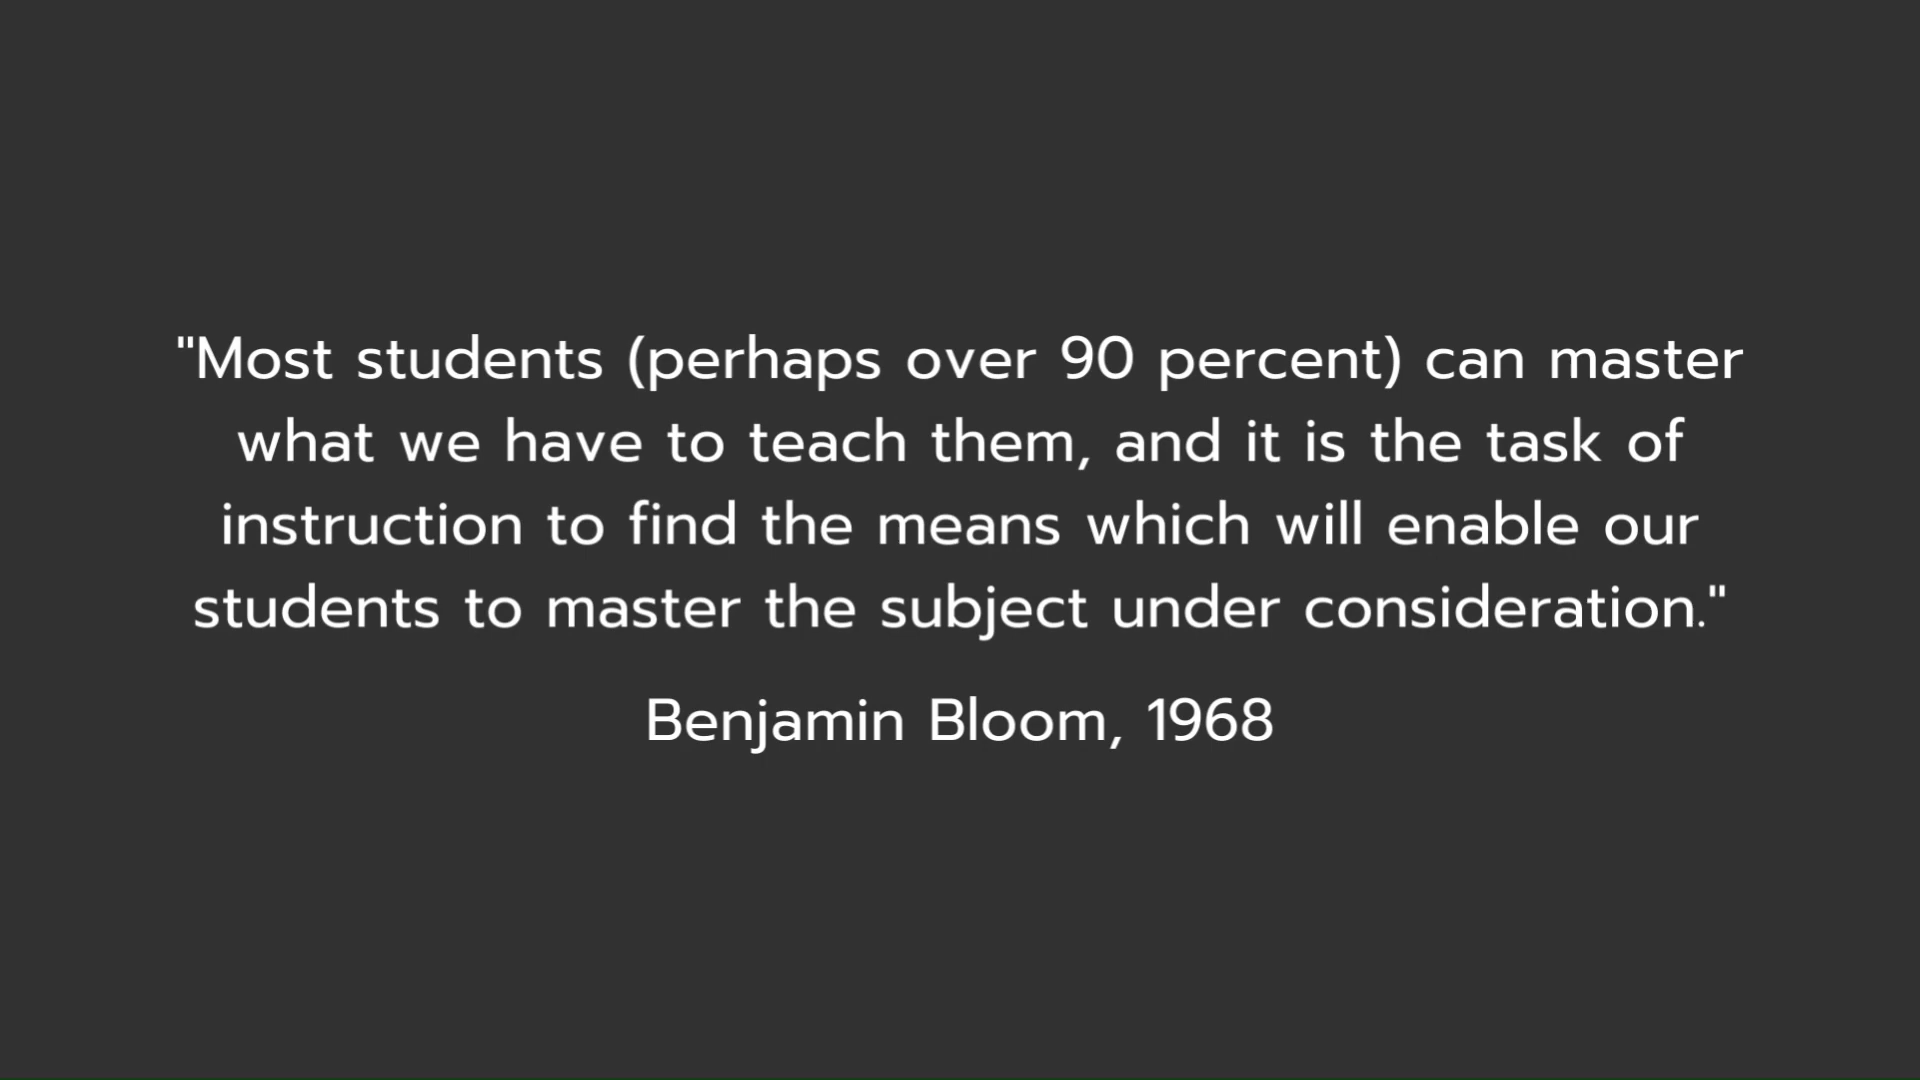 "Most students (perhaps over 90 percent) can master
what we have to teach them, and it is the task of
instruction to find the means which will enable our
students to master the subject under consideration."
Benjamin Bloom, 1968